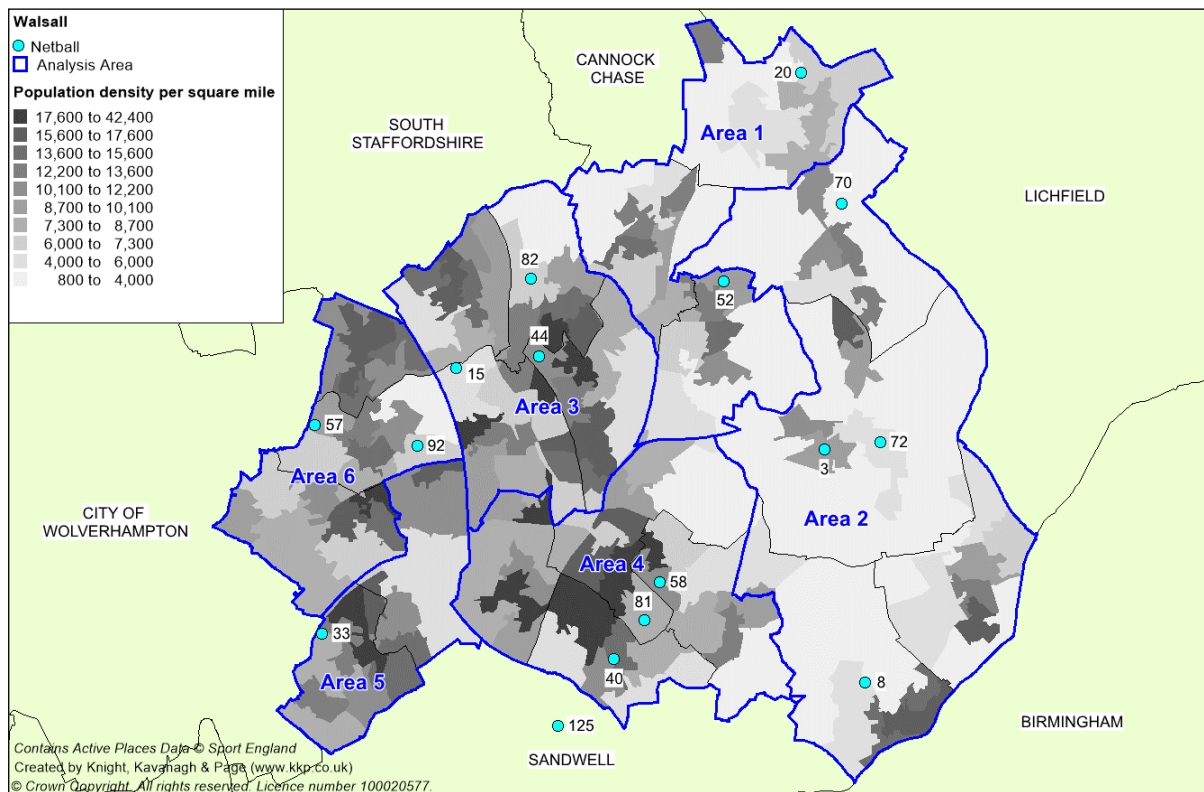 Walsall
Netball
Analysis Area
Population density per square mile
17,600 to 42,400
15,600 to 17,600
13,600 to 15,600
12,200 to 13,600
10,100 to 12,200
8,700 to 10,100
7,300 to 8,700
6,000 to 7,300
4,000 to 6,000
800 to 4,000
CANNOCK
CHASE
20
SOUTH
STAFFORDSHIRE
Area 1
70
LICHFIELD
82
52
44
15
Area 3
57
92
72
3
Area 6
CITY OF
WOLVERHAMPTON
Area 2
Area 4
58
81
33
40
Area 5
8
125
BIRMINGHAM
SANDWELL
Contains Active Places Data © Sport England
Created by Knight, Kavanagh & Page (www.kkp.co.uk)
© Crown Copyright. All rights reserved. Licence number 100020577.